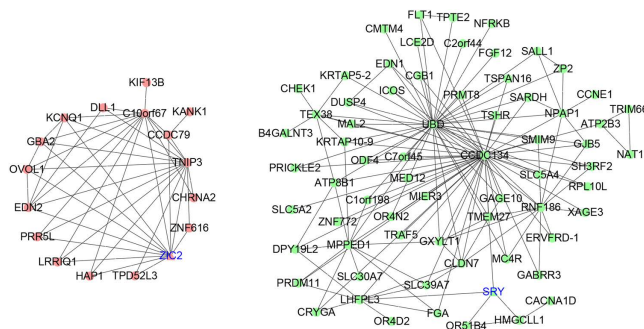 KIF13B
DLL1
C10orf67
KANK1
KCNQ1
CCDC79
GBA2
TNIP3
OVOL1
CHRNA2
EDN2
ZNF616
PRR5L
ZIC2
LRRIQ1
HAP1
TPD52L3
FLT1
TPTE2
CMTM4
NFRKB
LCE2D
C2orf44
SALL1
EDN1
FGF12
ZP2
KRTAP5-2
CGB1
TSPAN16
CHEK1
ICOS
PRMT8
SARDH
CCNE1
TEX38
DUSP4
NPAP1
TRIM66
MAL2
UBD
TSHR
ATP2B3
B4GALNT3
KRTAP10-9
SMIM9
GJB5
NAT1
ODF4
C7orf45
CCDC134
SH3RF2
PRICKLE2
MED12
SLC5A4
ATP8B1
RPL10L
C1orf198
MIER3
GAGE10
SLC5A2
RNF186
XAGE3
OR4N2
TMEM27
ZNF772
TRAF5
ERVFRD-1
DPY19L2
MPPED1
GXYLT1
MC4R
CLDN7
GABRR3
SLC30A7
PRDM11
SLC39A7
SRY
LHFPL3
CACNA1D
CRYGA
FGA
HMGCLL1
OR4D2
OR51B4